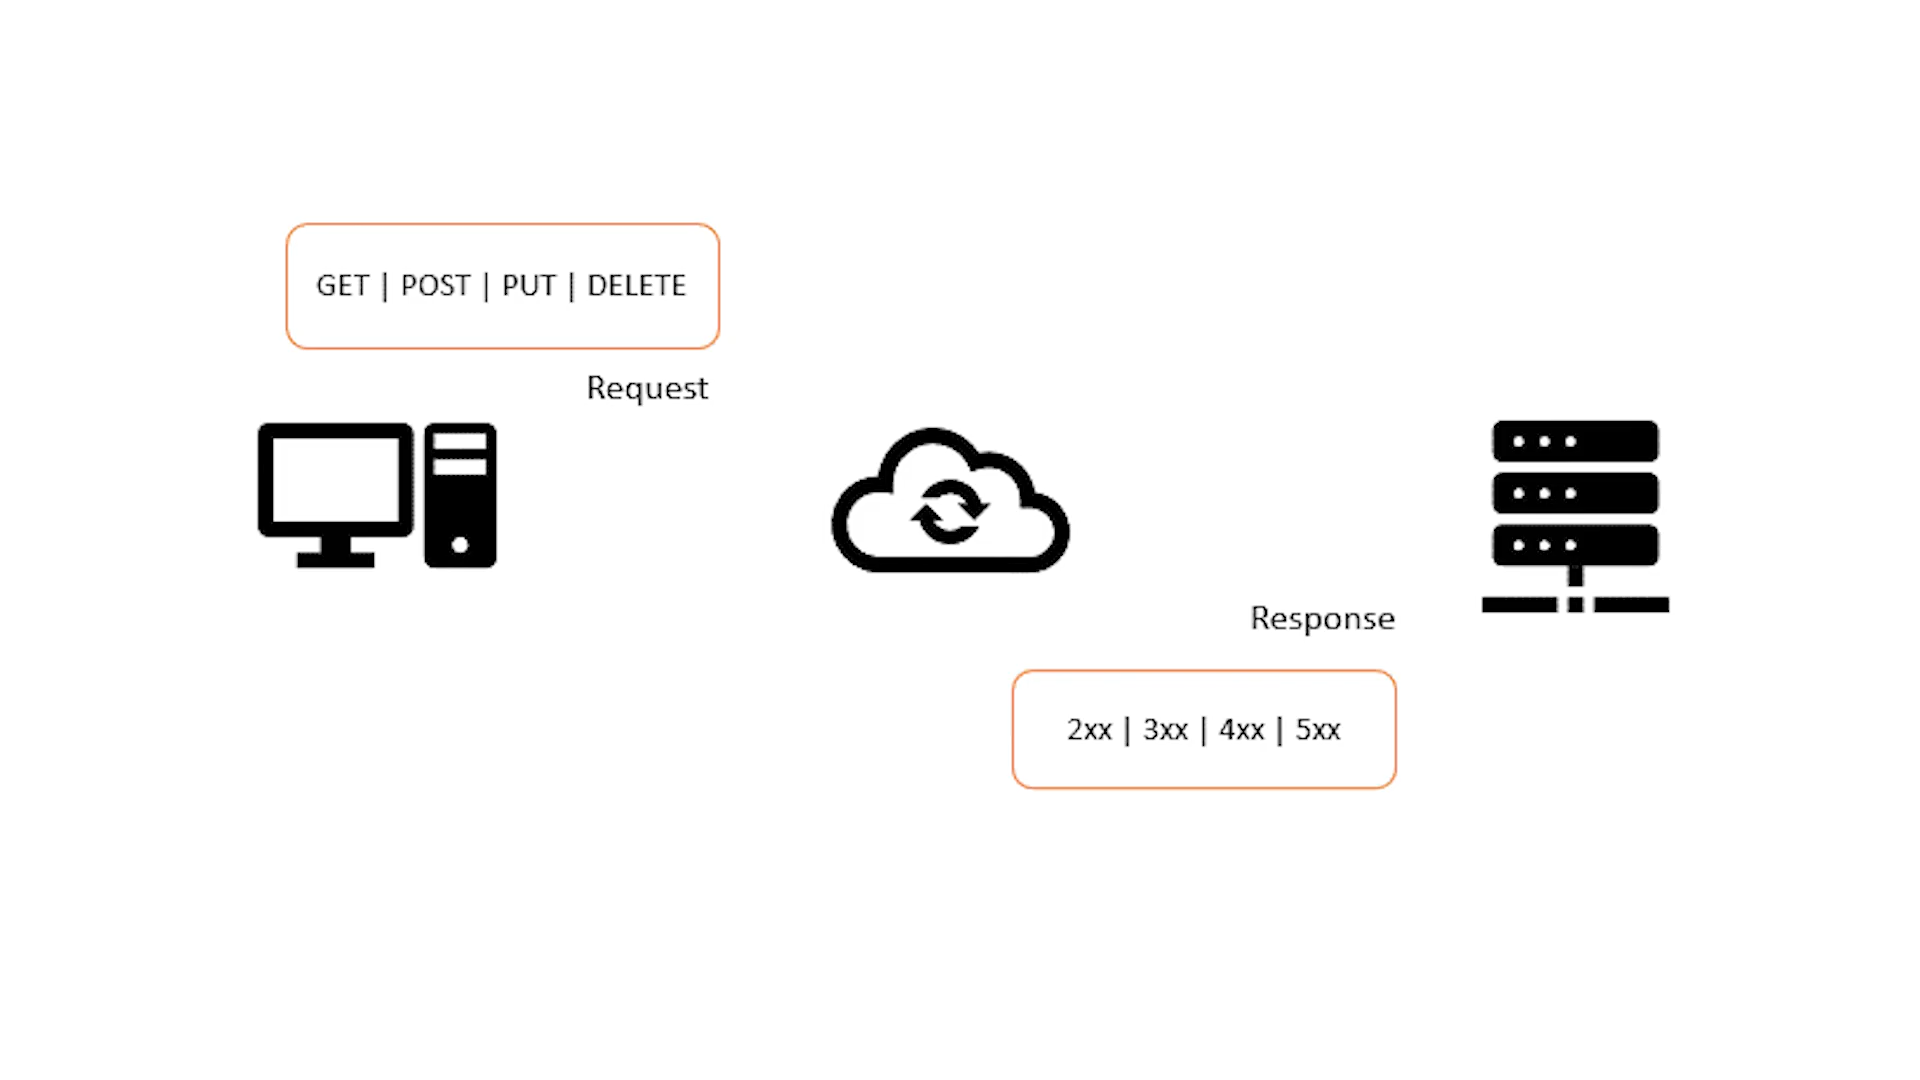 GET | POST | PUT | DELETE
Request
Response
2xx | 3xx | 4xx | 5xx